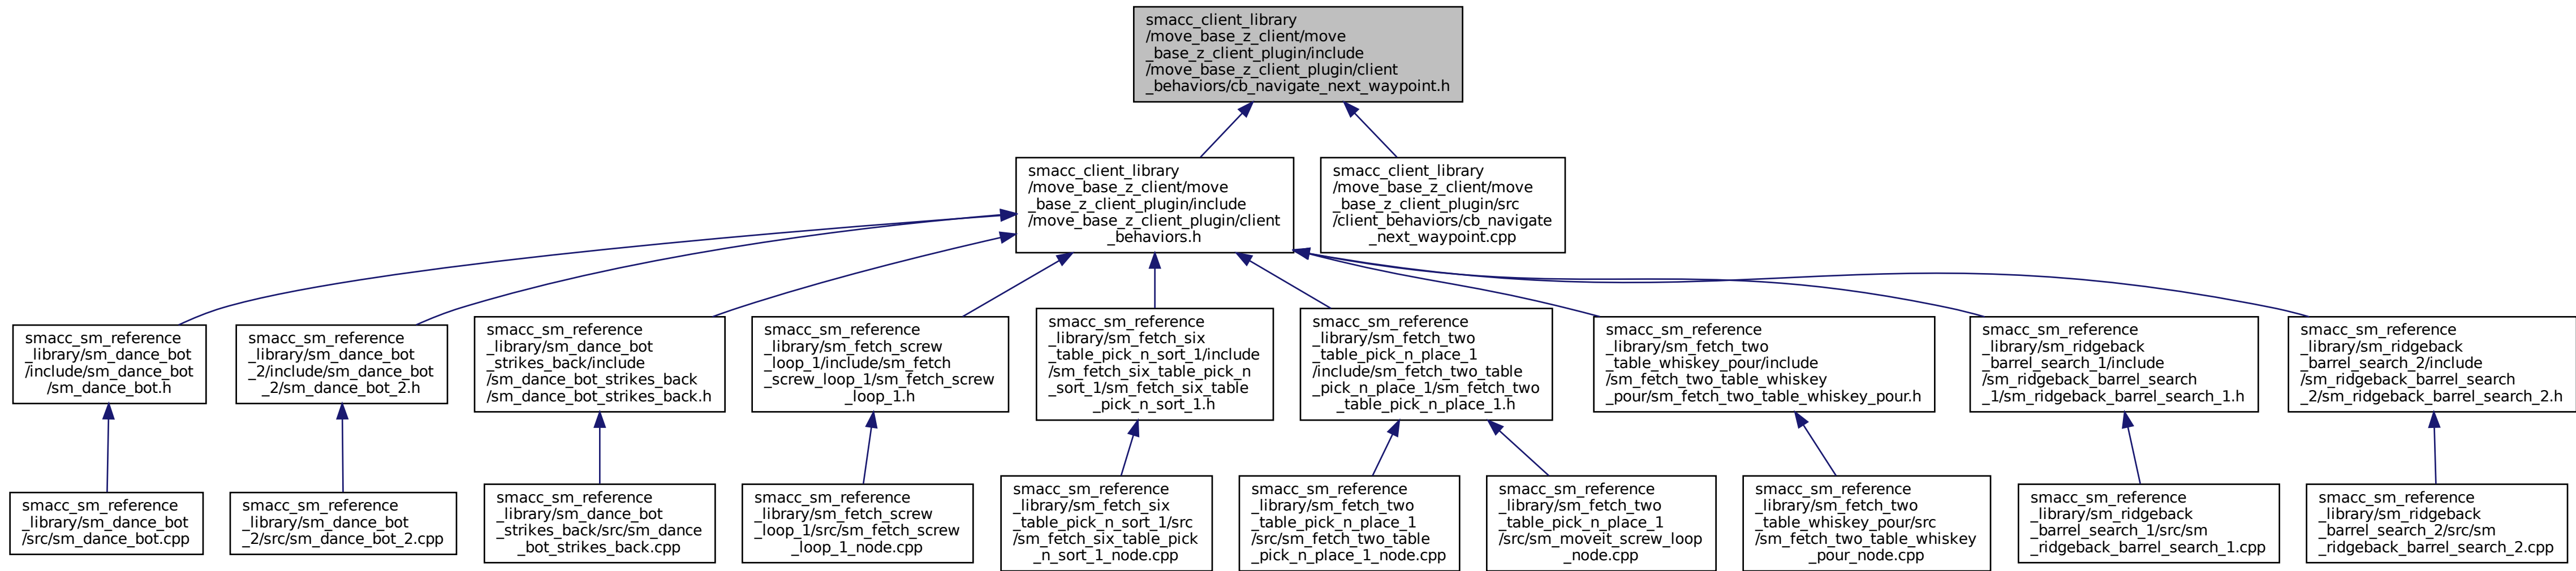 smacc_client_library
/move_base_z_client/move
_base_z_client_plugin/include
/move_base_z_client_plugin/client
_behaviors/cb_navigate_next_waypoint.h
smacc_client_library
/move_base_z_client/move
_base_z_client_plugin/include
/move_base_z_client_plugin/client
_behaviors.h
smacc_client_library
/move_base_z_client/move
_base_z_client_plugin/src
/client_behaviors/cb_navigate
_next_waypoint.cpp
smacc_sm_reference
_library/sm_dance_bot
/include/sm_dance_bot
/sm_dance_bot.h
smacc_sm_reference
_library/sm_dance_bot
_2/include/sm_dance_bot
_2/sm_dance_bot_2.h
smacc_sm_reference
_library/sm_dance_bot
_strikes_back/include
/sm_dance_bot_strikes_back
/sm_dance_bot_strikes_back.h
smacc_sm_reference
_library/sm_fetch_screw
_loop_1/include/sm_fetch
_screw_loop_1/sm_fetch_screw
_loop_1.h
smacc_sm_reference
_library/sm_fetch_six
_table_pick_n_sort_1/include
/sm_fetch_six_table_pick_n
_sort_1/sm_fetch_six_table
_pick_n_sort_1.h
smacc_sm_reference
_library/sm_fetch_two
_table_pick_n_place_1
/include/sm_fetch_two_table
_pick_n_place_1/sm_fetch_two
_table_pick_n_place_1.h
smacc_sm_reference
_library/sm_fetch_two
_table_whiskey_pour/include
/sm_fetch_two_table_whiskey
_pour/sm_fetch_two_table_whiskey_pour.h
smacc_sm_reference
_library/sm_ridgeback
_barrel_search_1/include
/sm_ridgeback_barrel_search
_1/sm_ridgeback_barrel_search_1.h
smacc_sm_reference
_library/sm_ridgeback
_barrel_search_2/include
/sm_ridgeback_barrel_search
_2/sm_ridgeback_barrel_search_2.h
smacc_sm_reference
_library/sm_dance_bot
/src/sm_dance_bot.cpp
smacc_sm_reference
_library/sm_dance_bot
_2/src/sm_dance_bot_2.cpp
smacc_sm_reference
_library/sm_dance_bot
_strikes_back/src/sm_dance
_bot_strikes_back.cpp
smacc_sm_reference
_library/sm_fetch_screw
_loop_1/src/sm_fetch_screw
_loop_1_node.cpp
smacc_sm_reference
_library/sm_fetch_six
_table_pick_n_sort_1/src
/sm_fetch_six_table_pick
_n_sort_1_node.cpp
smacc_sm_reference
_library/sm_fetch_two
_table_pick_n_place_1
/src/sm_fetch_two_table
_pick_n_place_1_node.cpp
smacc_sm_reference
_library/sm_fetch_two
_table_pick_n_place_1
/src/sm_moveit_screw_loop
_node.cpp
smacc_sm_reference
_library/sm_fetch_two
_table_whiskey_pour/src
/sm_fetch_two_table_whiskey
_pour_node.cpp
smacc_sm_reference
_library/sm_ridgeback
_barrel_search_1/src/sm
_ridgeback_barrel_search_1.cpp
smacc_sm_reference
_library/sm_ridgeback
_barrel_search_2/src/sm
_ridgeback_barrel_search_2.cpp